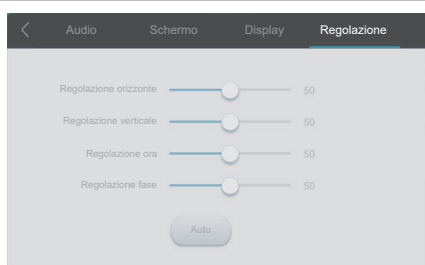 Audio Schermo Display Regolazione
Regolazione orizzonte 50
Regolazione verticale 50
Regolazione ora 50
Regolazione fase 50
Auto